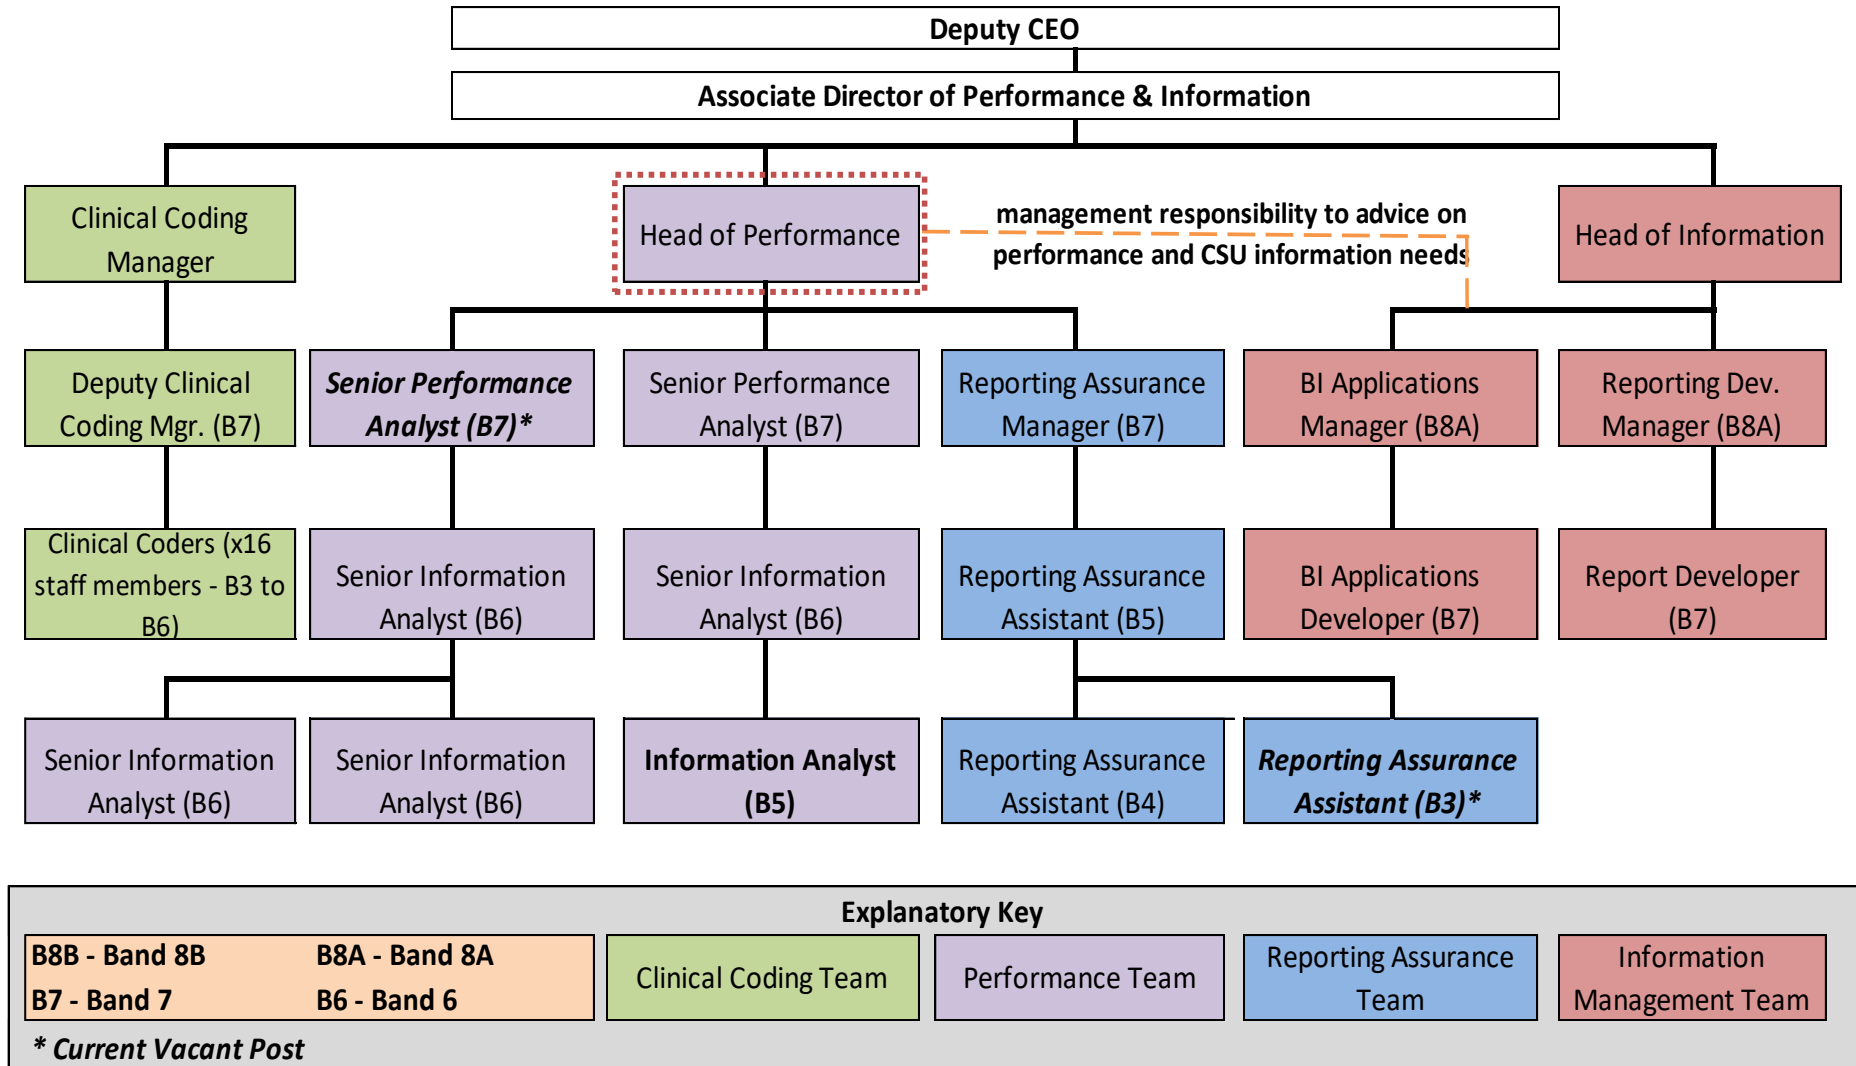 Deputy CEO
Associate Director of Performance & Information
Clinical Coding
Manager
Head of Performance
management responsibility to advice on
performance and CSU information needs
Head of Information
Deputy Clinical
Coding Mgr. (B7)
Senior Performance
Analyst (B7)*
Senior Performance
Analyst (B7)
Reporting Assurance
Manager (B7)
BI Applications
Manager (B8A)
Reporting Dev.
Manager (B8A)
Clinical Coders (x16
staff members - B3 to
B6)
Senior Information
Analyst (B6)
Senior Information
Analyst (B6)
Reporting Assurance
Assistant (B5)
BI Applications
Developer (B7)
Report Developer
(B7)
Senior Information
Analyst (B6)
Senior Information
Analyst (B6)
Information Analyst
(B5)
Reporting Assurance
Assistant (B4)
Reporting Assurance
Assistant (B3)*
Explanatory Key
B8B - Band 8B
B8A - Band 8A
B7 - Band 7
B6 - Band 6
Clinical Coding Team
Performance Team
Reporting Assurance
Team
Information
Management Team
* Current Vacant Post